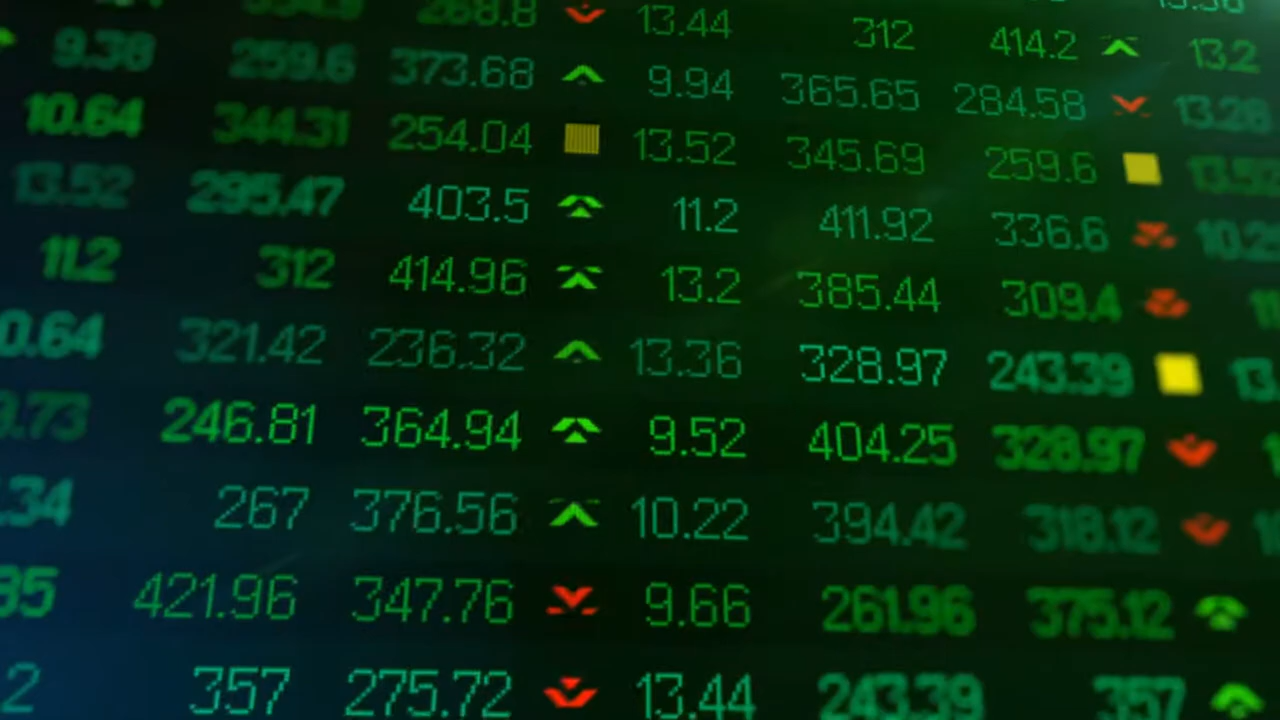 268.8 13.44 312 414.2 13.2
9.38 259.6 373.68 9.94 365.65 284.58 13.28
10.64 344.31 254.04 13.52 345.69 259.6
13.52 295.47 403.5 11.2 411.92 336.6
11.2 312 414.96 13.2 385.44 309.4
0.64 321.42 236.32 13.36 328.97 243.39 13.
246.81 364.94 9.52 404.25 328.97
.34 267 376.56 10.22 394.42 318.12
421.96 347.76 9.66 261.96 375.12
2 357 275.72 13.44 243.39 357